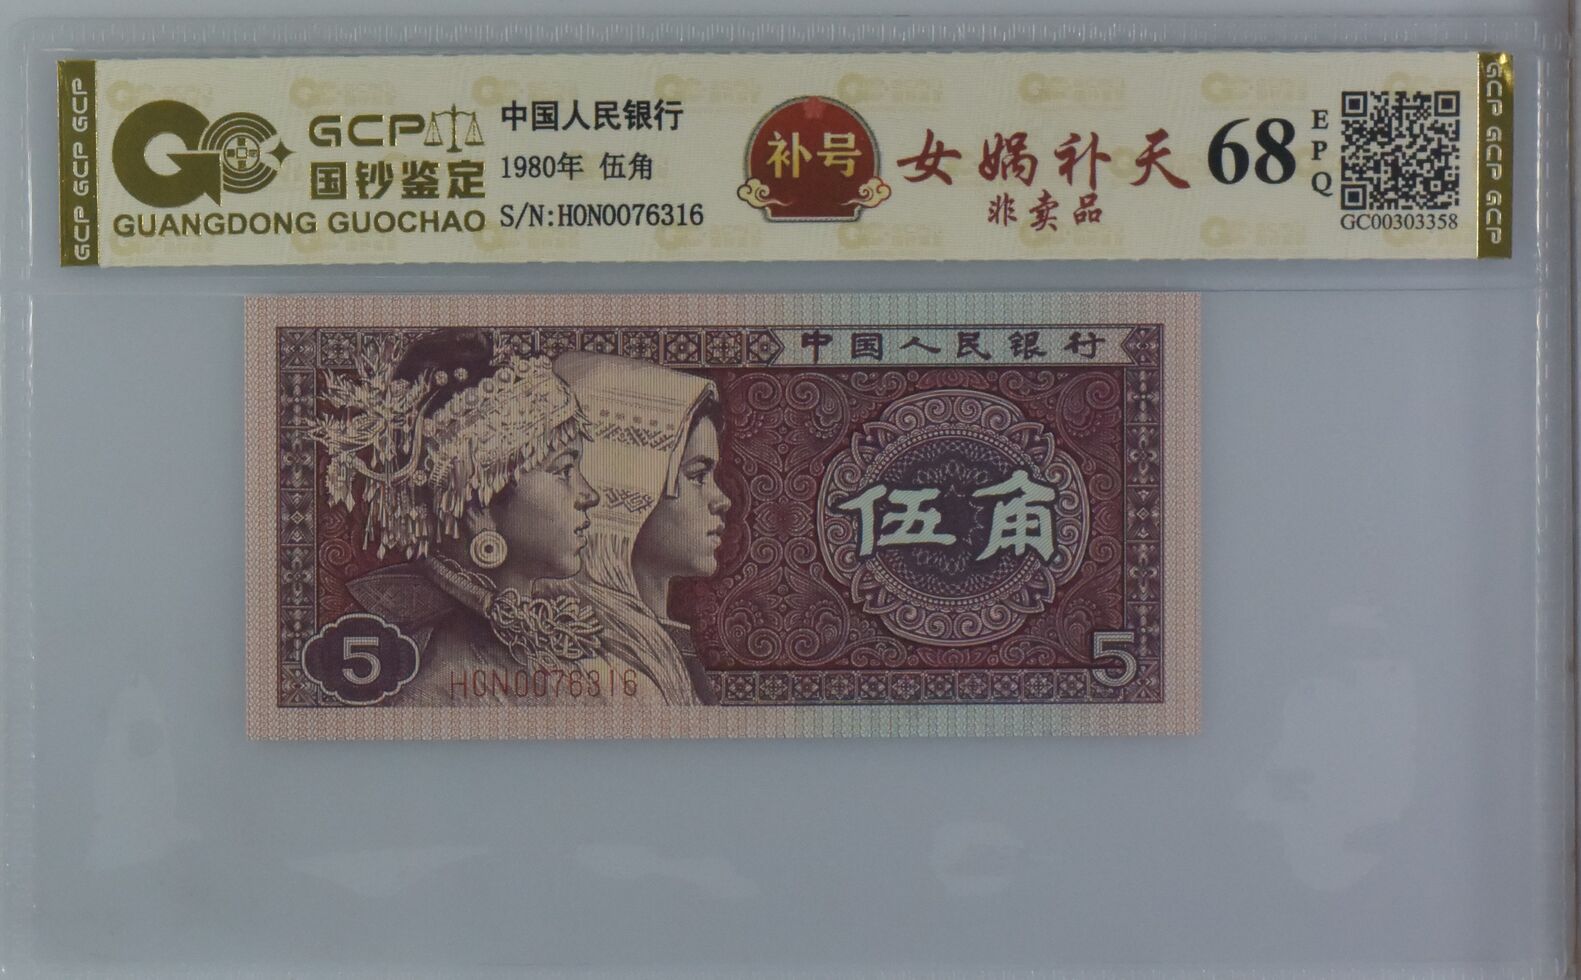 GCP GCP GCP
GCP
国钞鉴定
GUANGDONG GUOCHAO
中国人民银行
1980年 伍角
S/N:H0N0076316
补号
女娲补天
非卖品
68
EPQ
GC00303358
GCP GCP GCP
中国人民银行
伍角
5
H0N0076316
5